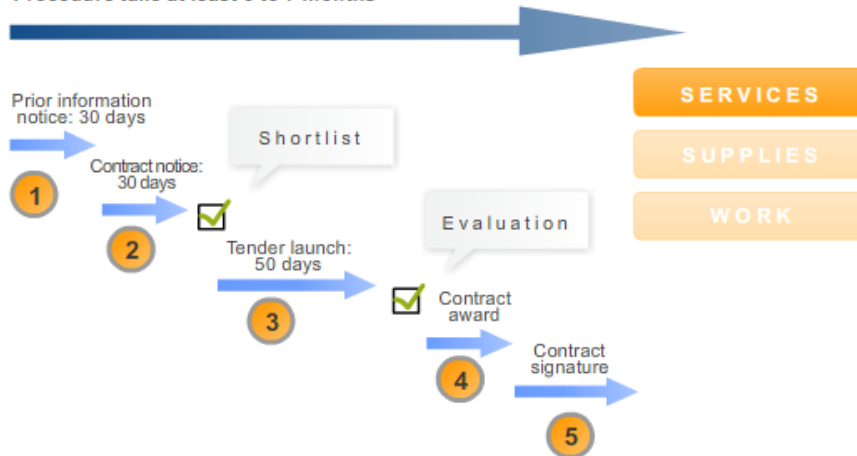 Prior information
notice: 30 days
1
Contract notice:
30 days
2
Shortlist
Tender launch:
50 days
3
Evaluation
Contract
award
4
Contract
signature
5
SERVICES
SUPPLIES
WORK